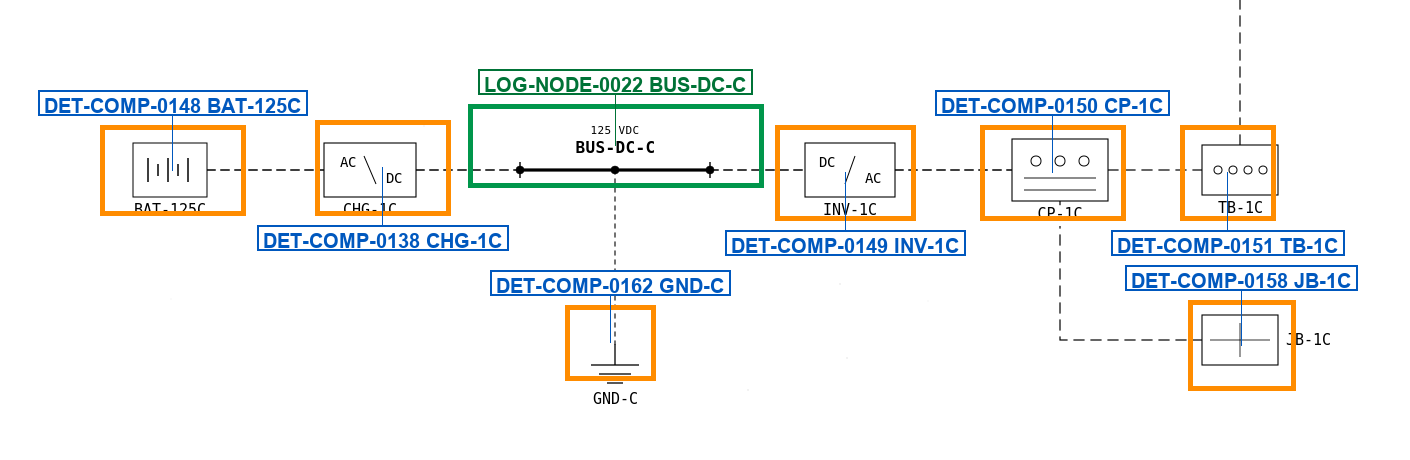 LOG-NODE-0022 BUS-DC-C
DET-COMP-0148 BAT-125C
DET-COMP-0150 CP-1C
125 VDC
BUS-DC-C
AC
DC
DC
AC
BAT-125C
CHG-1C
INV-1C
CP-1C
TB-1C
DET-COMP-0138 CHG-1C
DET-COMP-0149 INV-1C
DET-COMP-0151 TB-1C
DET-COMP-0162 GND-C
DET-COMP-0158 JB-1C
JB-1C
GND-C